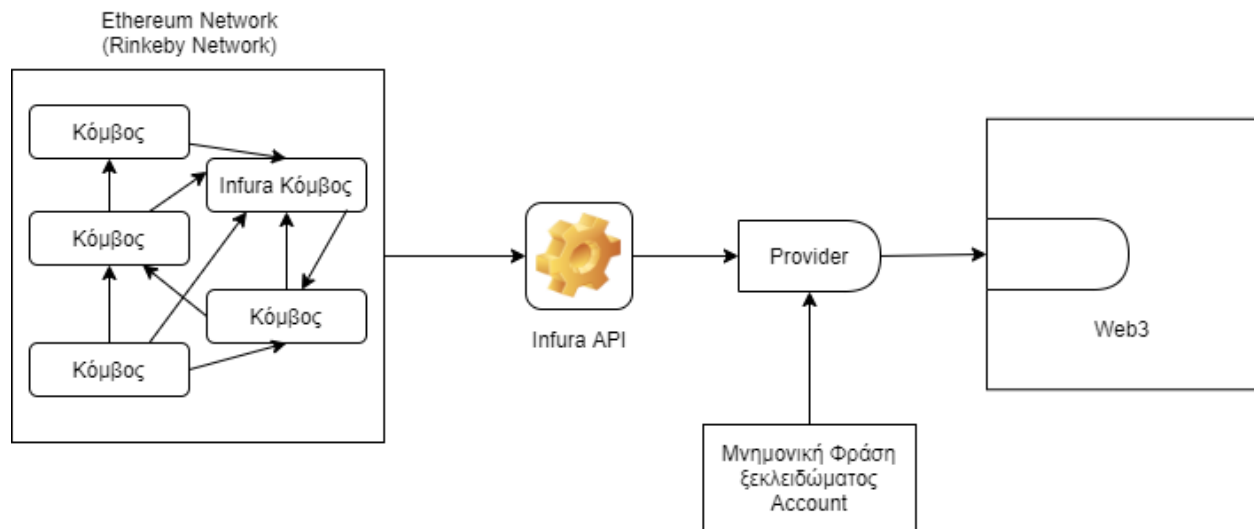 Ethereum Network
(Rinkeby Network)
Κόμβος
Infura Κόμβος
Κόμβος
Κόμβος
Κόμβος
Infura API
Provider
Μνημονική Φράση
ξεκλειδώματος
Account
Web3